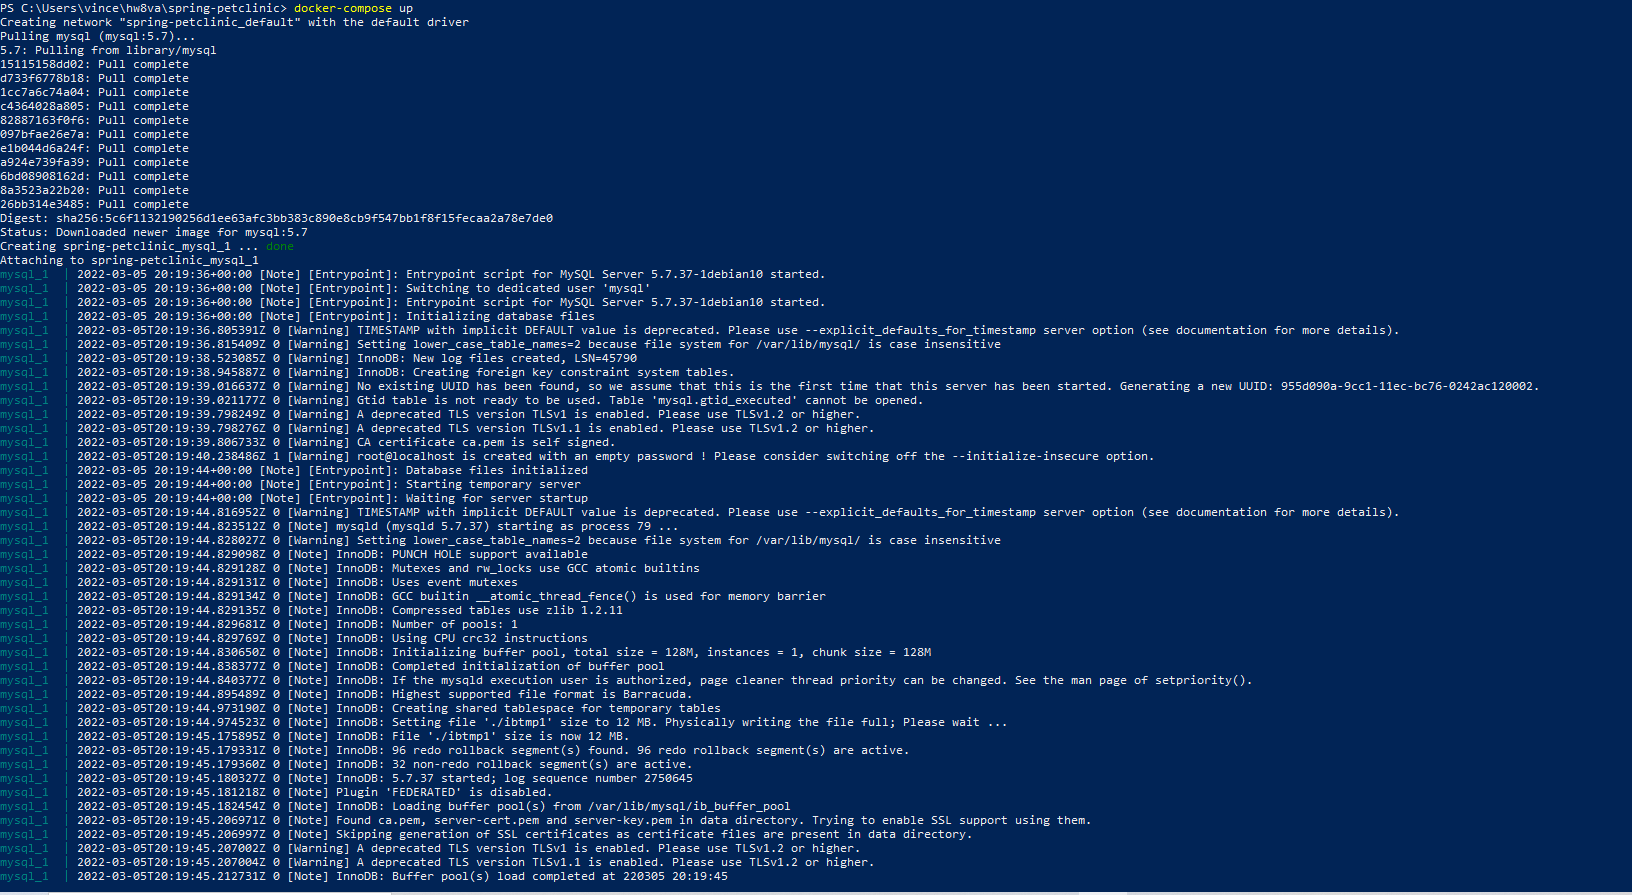 PS C:\Users\vince\hw8va\spring-petclinic> docker-compose up
Creating network "spring-petclinic_default" with the default driver
Pulling mysql (mysql:5.7)...
5.7: Pulling from library/mysql
15115158dd02: Pull complete
d733f6778b18: Pull complete
1cc7a6c74a04: Pull complete
c4364028a805: Pull complete
82887163f0f6: Pull complete
097bfae26e7a: Pull complete
e1b044d6a24f: Pull complete
a924e739fa39: Pull complete
6bd08908162d: Pull complete
8a3523a22b20: Pull complete
26bb314e3485: Pull complete
Digest: sha256:5c6f1132190256d1ee63afc3bb383c890e8cb9f547bb1f8f15fecaa2a78e7de0
Status: Downloaded newer image for mysql:5.7
Creating spring-petclinic_mysql_1 ... done
Attaching to spring-petclinic_mysql_1
mysql_1  | 2022-03-05 20:19:36+00:00 [Note] [Entrypoint]: Entrypoint script for MySQL Server 5.7.37-1debian10 started.
mysql_1  | 2022-03-05 20:19:36+00:00 [Note] [Entrypoint]: Switching to dedicated user 'mysql'
mysql_1  | 2022-03-05 20:19:36+00:00 [Note] [Entrypoint]: Entrypoint script for MySQL Server 5.7.37-1debian10 started.
mysql_1  | 2022-03-05 20:19:36+00:00 [Note] [Entrypoint]: Initializing database files
mysql_1  | 2022-03-05T20:19:36.805391Z 0 [Warning] TIMESTAMP with implicit DEFAULT value is deprecated. Please use --explicit_defaults_for_timestamp server option (see documentation for more details).
mysql_1  | 2022-03-05T20:19:36.815409Z 0 [Warning] Setting lower_case_table_names=2 because file system for /var/lib/mysql/ is case insensitive
mysql_1  | 2022-03-05T20:19:38.523085Z 0 [Warning] InnoDB: New log files created, LSN=45790
mysql_1  | 2022-03-05T20:19:38.945887Z 0 [Warning] InnoDB: Creating foreign key constraint system tables.
mysql_1  | 2022-03-05T20:19:39.016637Z 0 [Warning] No existing UUID has been found, so we assume that this is the first time that this server has been started. Generating a new UUID: 955d090a-9cc1-11ec-bc76-0242ac120002.
mysql_1  | 2022-03-05T20:19:39.021177Z 0 [Warning] Gtid table is not ready to be used. Table 'mysql.gtid_executed' cannot be opened.
mysql_1  | 2022-03-05T20:19:39.798249Z 0 [Warning] A deprecated TLS version TLSv1 is enabled. Please use TLSv1.2 or higher.
mysql_1  | 2022-03-05T20:19:39.798276Z 0 [Warning] A deprecated TLS version TLSv1.1 is enabled. Please use TLSv1.2 or higher.
mysql_1  | 2022-03-05T20:19:39.806733Z 0 [Warning] CA certificate ca.pem is self signed.
mysql_1  | 2022-03-05T20:19:40.238486Z 1 [Warning] root@localhost is created with an empty password ! Please consider switching off the --initialize-insecure option.
mysql_1  | 2022-03-05 20:19:44+00:00 [Note] [Entrypoint]: Database files initialized
mysql_1  | 2022-03-05 20:19:44+00:00 [Note] [Entrypoint]: Starting temporary server
mysql_1  | 2022-03-05 20:19:44+00:00 [Note] [Entrypoint]: Waiting for server startup
mysql_1  | 2022-03-05T20:19:44.816952Z 0 [Warning] TIMESTAMP with implicit DEFAULT value is deprecated. Please use --explicit_defaults_for_timestamp server option (see documentation for more details).
mysql_1  | 2022-03-05T20:19:44.823512Z 0 [Note] mysqld (mysqld 5.7.37) starting as process 79 ...
mysql_1  | 2022-03-05T20:19:44.828027Z 0 [Warning] Setting lower_case_table_names=2 because file system for /var/lib/mysql/ is case insensitive
mysql_1  | 2022-03-05T20:19:44.829098Z 0 [Note] InnoDB: PUNCH HOLE support available
mysql_1  | 2022-03-05T20:19:44.829128Z 0 [Note] InnoDB: Mutexes and rw_locks use GCC atomic builtins
mysql_1  | 2022-03-05T20:19:44.829131Z 0 [Note] InnoDB: Uses event mutexes
mysql_1  | 2022-03-05T20:19:44.829134Z 0 [Note] InnoDB: GCC builtin __atomic_thread_fence() is used for memory barrier
mysql_1  | 2022-03-05T20:19:44.829135Z 0 [Note] InnoDB: Compressed tables use zlib 1.2.11
mysql_1  | 2022-03-05T20:19:44.829681Z 0 [Note] InnoDB: Number of pools: 1
mysql_1  | 2022-03-05T20:19:44.829769Z 0 [Note] InnoDB: Using CPU crc32 instructions
mysql_1  | 2022-03-05T20:19:44.830650Z 0 [Note] InnoDB: Initializing buffer pool, total size = 128M, instances = 1, chunk size = 128M
mysql_1  | 2022-03-05T20:19:44.838377Z 0 [Note] InnoDB: Completed initialization of buffer pool
mysql_1  | 2022-03-05T20:19:44.840377Z 0 [Note] InnoDB: If the mysqld execution user is authorized, page cleaner thread priority can be changed. See the man page of setpriority().
mysql_1  | 2022-03-05T20:19:44.895489Z 0 [Note] InnoDB: Highest supported file format is Barracuda.
mysql_1  | 2022-03-05T20:19:44.973190Z 0 [Note] InnoDB: Creating shared tablespace for temporary tables
mysql_1  | 2022-03-05T20:19:44.974523Z 0 [Note] InnoDB: Setting file './ibtmp1' size to 12 MB. Physically writing the file full; Please wait ...
mysql_1  | 2022-03-05T20:19:45.175895Z 0 [Note] InnoDB: File './ibtmp1' size is now 12 MB.
mysql_1  | 2022-03-05T20:19:45.179331Z 0 [Note] InnoDB: 96 redo rollback segment(s) found. 96 redo rollback segment(s) are active.
mysql_1  | 2022-03-05T20:19:45.179360Z 0 [Note] InnoDB: 32 non-redo rollback segment(s) are active.
mysql_1  | 2022-03-05T20:19:45.180327Z 0 [Note] InnoDB: 5.7.37 started; log sequence number 2750645
mysql_1  | 2022-03-05T20:19:45.181218Z 0 [Note] Plugin 'FEDERATED' is disabled.
mysql_1  | 2022-03-05T20:19:45.182454Z 0 [Note] InnoDB: Loading buffer pool(s) from /var/lib/mysql/ib_buffer_pool
mysql_1  | 2022-03-05T20:19:45.206971Z 0 [Note] Found ca.pem, server-cert.pem and server-key.pem in data directory. Trying to enable SSL support using them.
mysql_1  | 2022-03-05T20:19:45.206997Z 0 [Note] Skipping generation of SSL certificates as certificate files are present in data directory.
mysql_1  | 2022-03-05T20:19:45.207002Z 0 [Warning] A deprecated TLS version TLSv1 is enabled. Please use TLSv1.2 or higher.
mysql_1  | 2022-03-05T20:19:45.207004Z 0 [Warning] A deprecated TLS version TLSv1.1 is enabled. Please use TLSv1.2 or higher.
mysql_1  | 2022-03-05T20:19:45.212731Z 0 [Note] InnoDB: Buffer pool(s) load completed at 220305 20:19:45